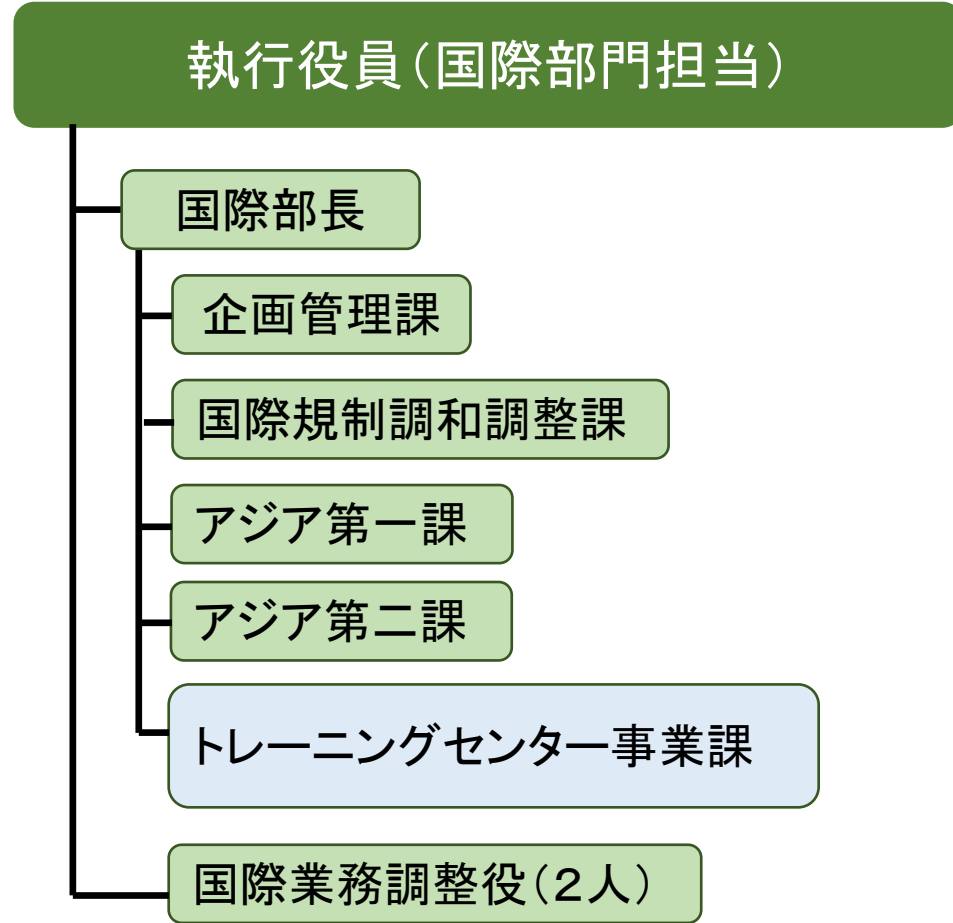 執行役員（国際部門担当）
国際部長
企画管理課
国際規制調和調整課
アジア第一課
アジア第二課
トレーニングセンター事業課
国際業務調整役（２人）